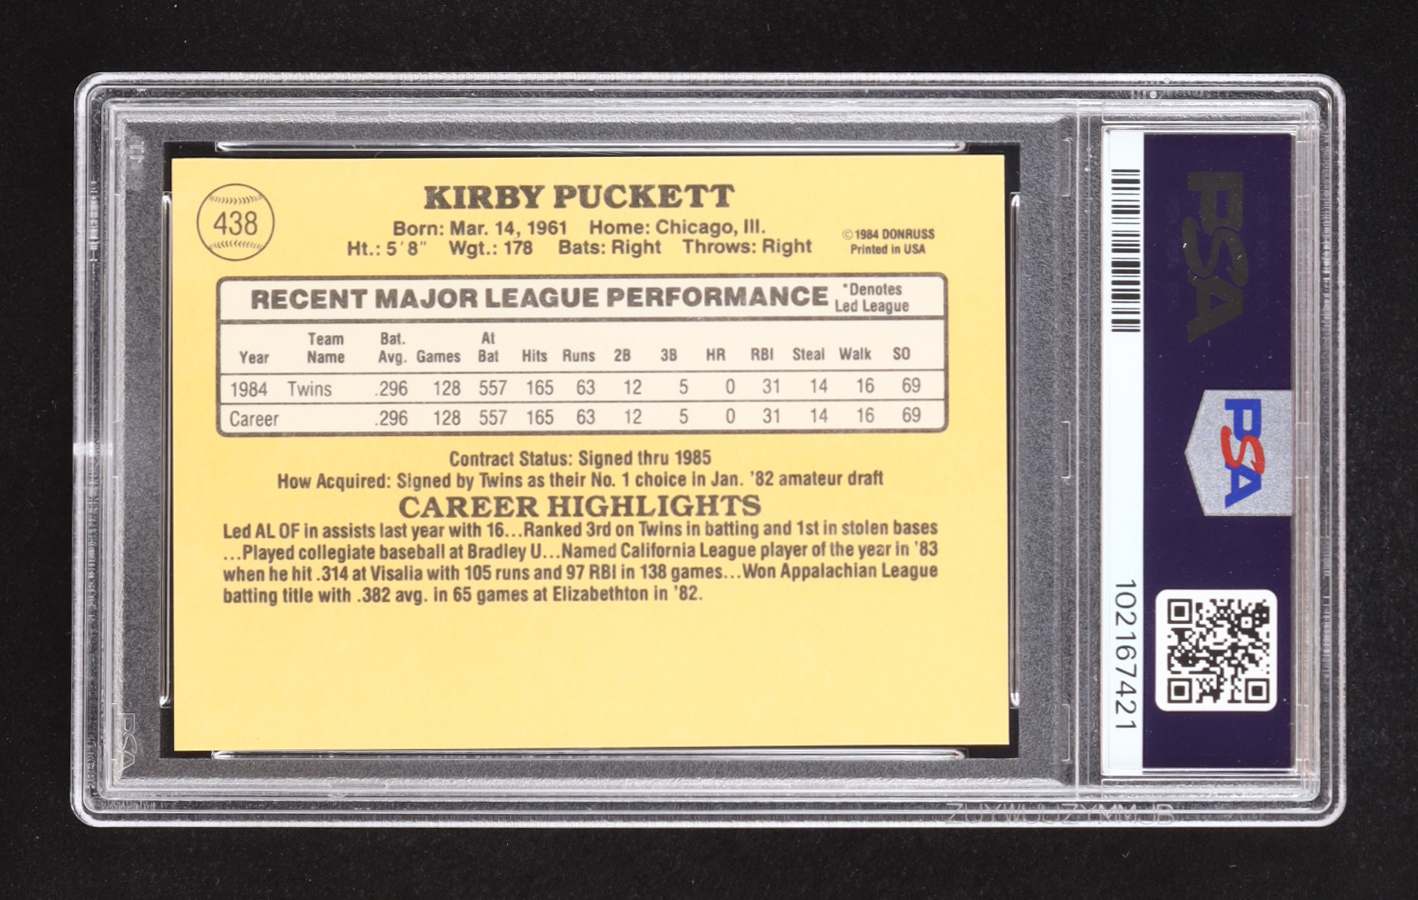 438
KIRBY PUCKETT
Born: Mar. 14, 1961 Home: Chicago, Ill.
Ht.: 5'8" Wgt.: 178 Bats: Right Throws: Right
©1984 DONRUSS
Printed in USA
RECENT MAJOR LEAGUE PERFORMANCE
*Denotes
Led League
Year Team Name Bat. Avg. Games At Bat Hits Runs 2B 3B HR RBI Steal Walk SO
1984 Twins .296 128 557 165 63 12 5 0 31 14 16 69
Career .296 128 557 165 63 12 5 0 31 14 16 69
Contract Status: Signed thru 1985
How Acquired: Signed by Twins as their No. 1 choice in Jan. '82 amateur draft
CAREER HIGHLIGHTS
Led AL OF in assists last year with 16...Ranked 3rd on Twins in batting and 1st in stolen bases
...Played collegiate baseball at Bradley U...Named California League player of the year in '83
when he hit .314 at Visalia with 105 runs and 97 RBI in 138 games...Won Appalachian League
batting title with .382 avg. in 65 games at Elizabethton in '82.
PSA
PSA
102167421
PSA